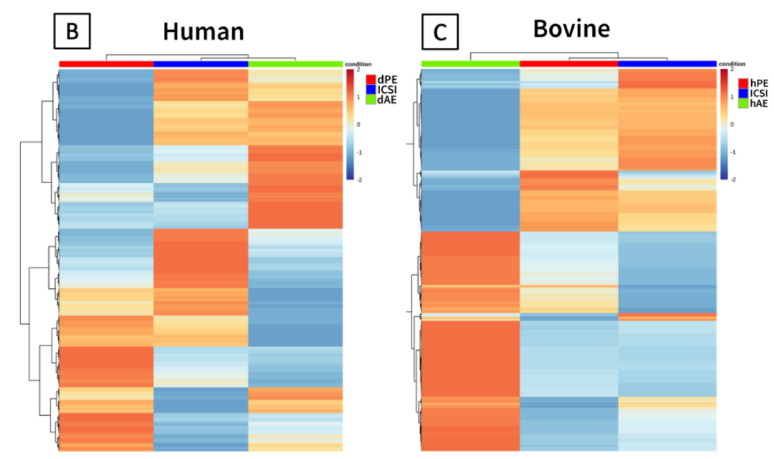 B
Human
condition
2
1
0
-1
-2
dPE
ICSI
dAE
C
Bovine
condition
2
1
0
-1
-2
hPE
ICSI
hAE